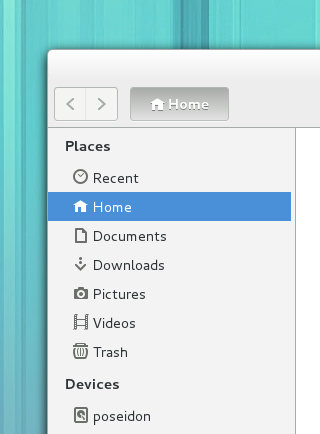 Home
Places
Recent
Home
Documents
Downloads
Pictures
Videos
Trash
Devices
poseidon